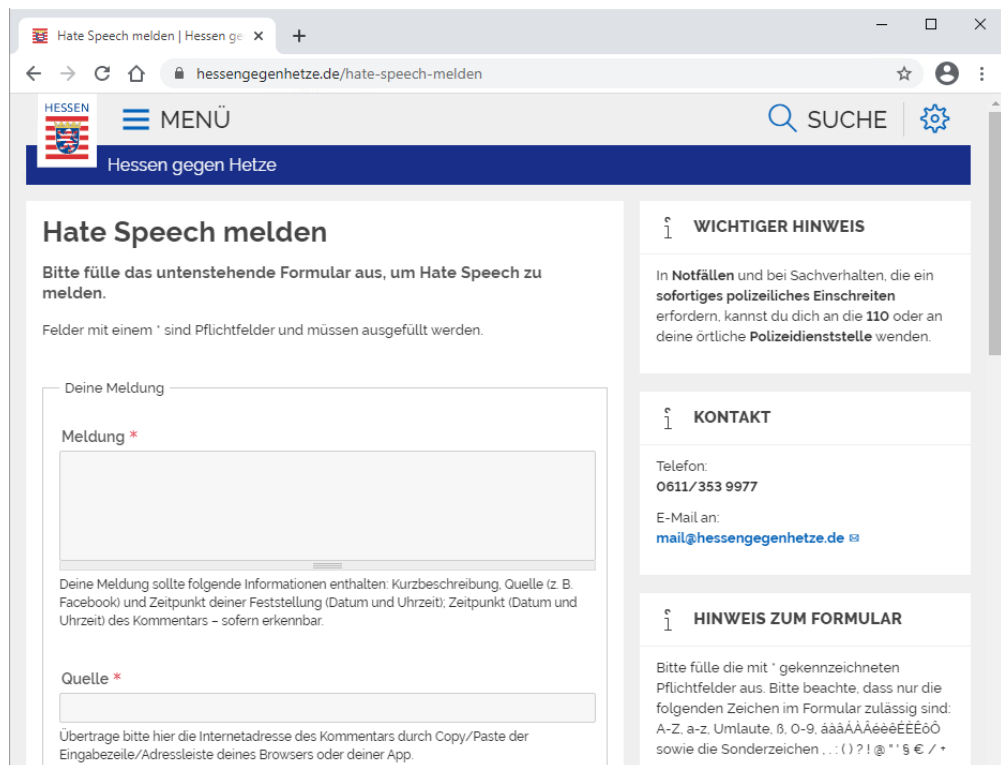 Hate Speech melden | Hessen ge
hessengegenhetze.de/hate-speech-melden
HESSEN
MENÜ
SUCHE
Hessen gegen Hetze
Hate Speech melden
Bitte fülle das untenstehende Formular aus, um Hate Speech zu
melden.
Felder mit einem * sind Pflichtfelder und müssen ausgefüllt werden.
Deine Meldung
Meldung *
Deine Meldung sollte folgende Informationen enthalten: Kurzbeschreibung, Quelle (z. B.
Facebook) und Zeitpunkt deiner Feststellung (Datum und Uhrzeit); Zeitpunkt (Datum und
Uhrzeit) des Kommentars – sofern erkennbar.
Quelle *
Übertrage bitte hier die Internetadresse des Kommentars durch Copy/Paste der
Eingabezeile/Adressleiste deines Browsers oder deiner App.
WICHTIGER HINWEIS
In Notfällen und bei Sachverhalten, die ein
sofortiges polizeiliches Einschreiten
erfordern, kannst du dich an die 110 oder an
deine örtliche Polizeidienststelle wenden.
KONTAKT
Telefon:
0611/353 9977
E-Mail an:
mail@hessengegenhetze.de
HINWEIS ZUM FORMULAR
Bitte fülle die mit * gekennzeichneten
Pflichtfelder aus. Bitte beachte, dass nur die
folgenden Zeichen im Formular zulässig sind:
A-Z, a-z, Umlaute, ß, 0-9, áàâÁÀÂéèêÉÈÊôÔ
sowie die Sonderzeichen , . : ( ) ? ! @ " ' § € / +